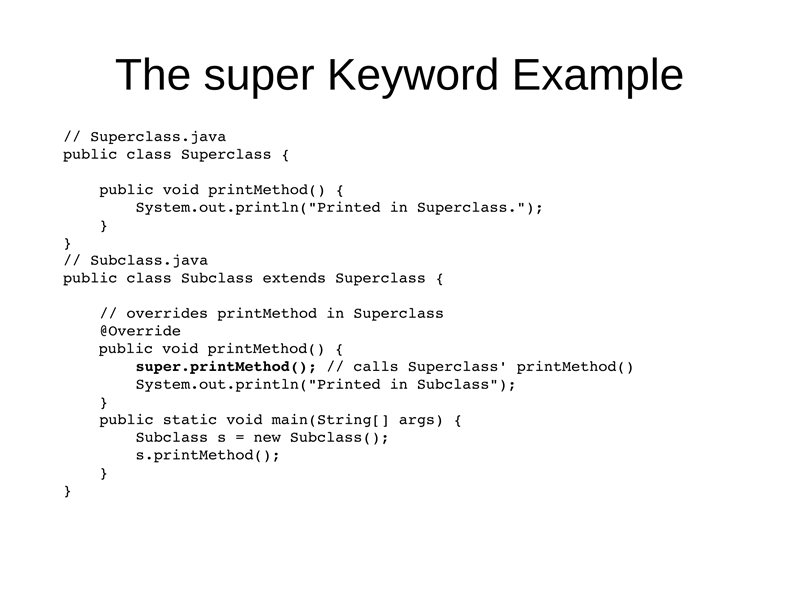 The super Keyword Example
// Superclass.java
public class Superclass {
    public void printMethod() {
        System.out.println("Printed in Superclass.");
    }
}
// Subclass.java
public class Subclass extends Superclass {
    // overrides printMethod in Superclass
    @Override
    public void printMethod() {
        super.printMethod(); // calls Superclass' printMethod()
        System.out.println("Printed in Subclass");
    }
    public static void main(String[] args) {
        Subclass s = new Subclass();
        s.printMethod();
    }
}